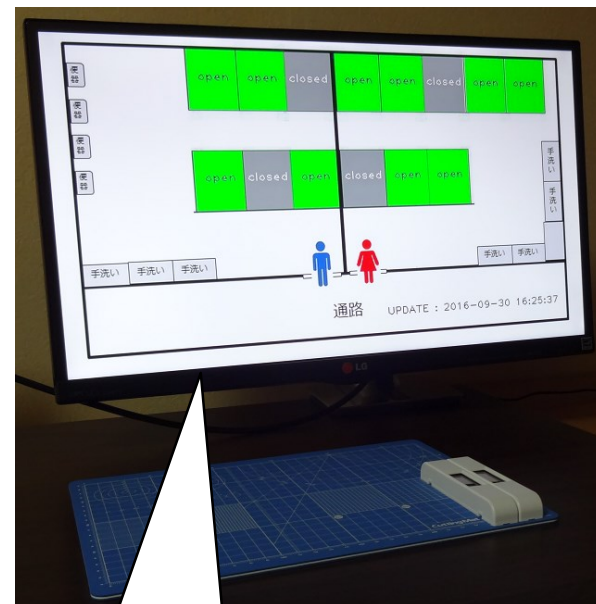 open open closed open open closed open open
便器
便器
便器
便器
open closed open closed open open
手洗い
手洗い
手洗い 手洗い 手洗い
手洗い 手洗い
通路 UPDATE : 2016-09-30 16:25:37
LG